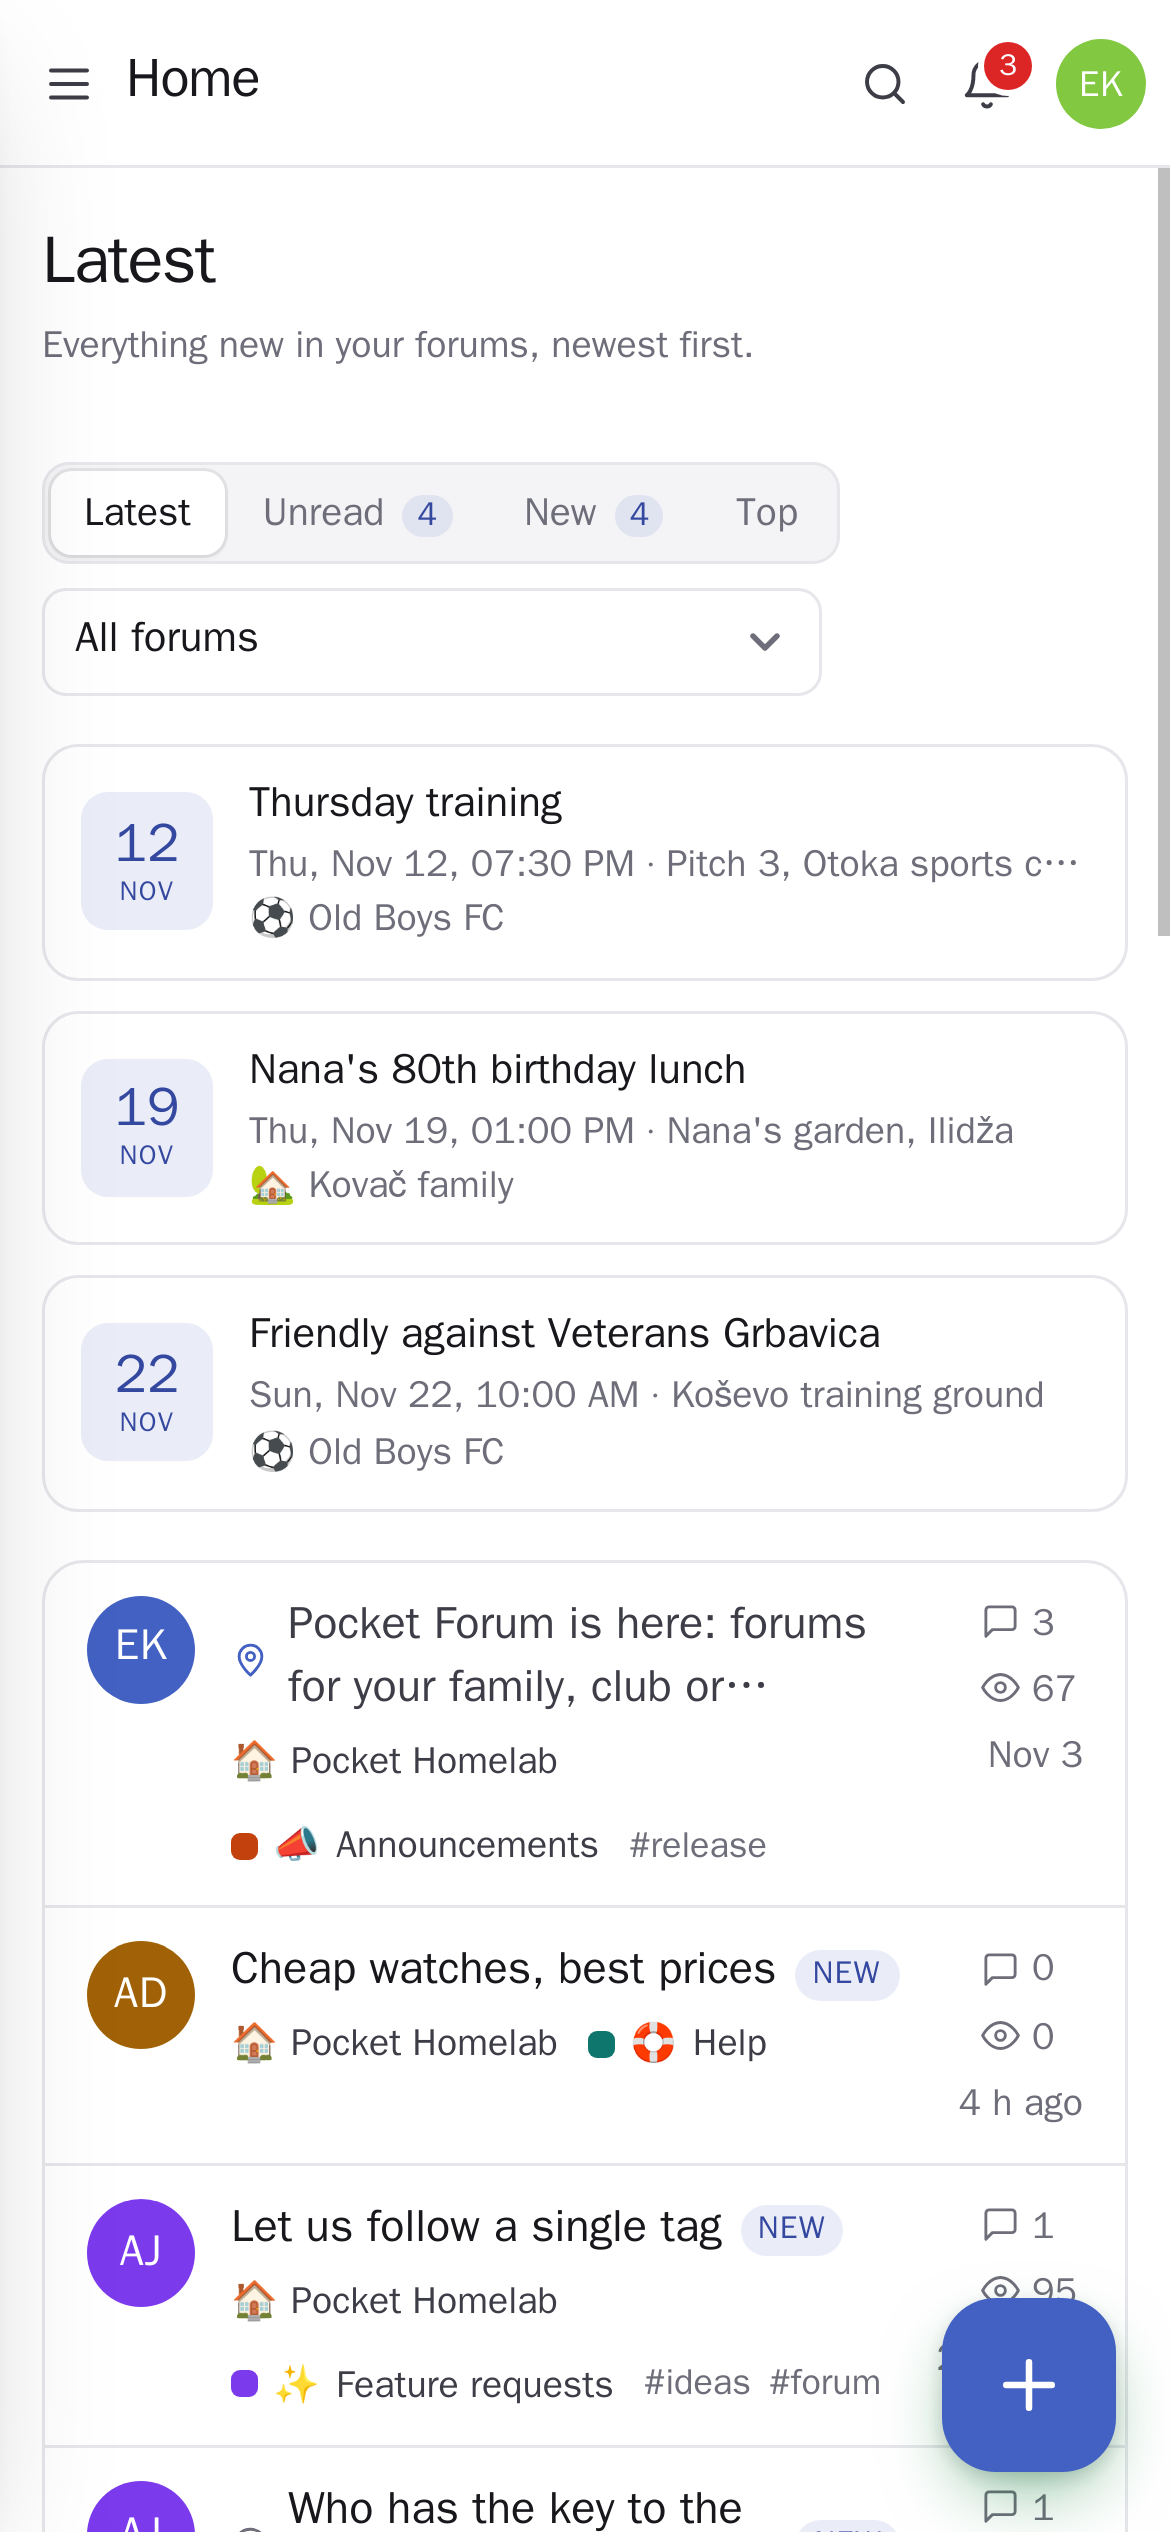 Home
3
EK
Latest
Everything new in your forums, newest first.
Latest
Unread 4
New 4
Top
All forums
12
NOV
Thursday training
Thu, Nov 12, 07:30 PM · Pitch 3, Otoka sports c···
Old Boys FC
19
NOV
Nana's 80th birthday lunch
Thu, Nov 19, 01:00 PM · Nana's garden, Ilidža
Kovač family
22
NOV
Friendly against Veterans Grbavica
Sun, Nov 22, 10:00 AM · Koševo training ground
Old Boys FC
EK
Pocket Forum is here: forums
for your family, club or···
3
67
Nov 3
Pocket Homelab
Announcements #release
AD
Cheap watches, best prices NEW
0
0
4 h ago
Pocket Homelab Help
AJ
Let us follow a single tag NEW
1
95
Pocket Homelab
Feature requests #ideas #forum
Who has the key to the
1